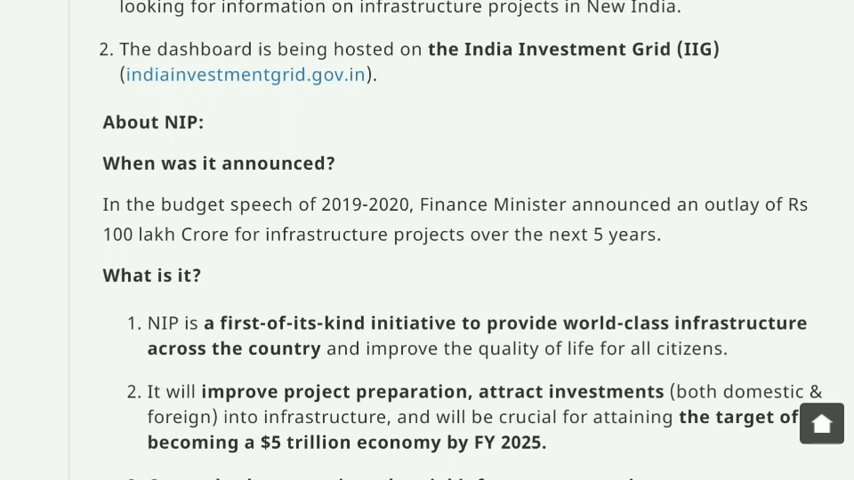 looking for information on infrastructure projects in New India.
2. The dashboard is being hosted on the India Investment Grid (IIG)
(indiainvestmentgrid.gov.in).
About NIP:
When was it announced?
In the budget speech of 2019-2020, Finance Minister announced an outlay of Rs
100 lakh Crore for infrastructure projects over the next 5 years.
What is it?
1. NIP is a first-of-its-kind initiative to provide world-class infrastructure
across the country and improve the quality of life for all citizens.
2. It will improve project preparation, attract investments (both domestic &
foreign) into infrastructure, and will be crucial for attaining the target of
becoming a $5 trillion economy by FY 2025.